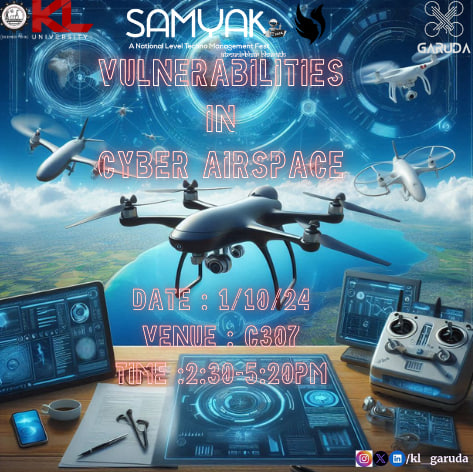 KL
UNIVERSITY
SAMYAK
A National Level Techno Management Fest
GARUDA
VULNERABILITIES
IN
CYBER AIRSPACE
DATE : 1/10/24
VENUE : C307
TIME :2:30-5:20PM
/kl_garuda